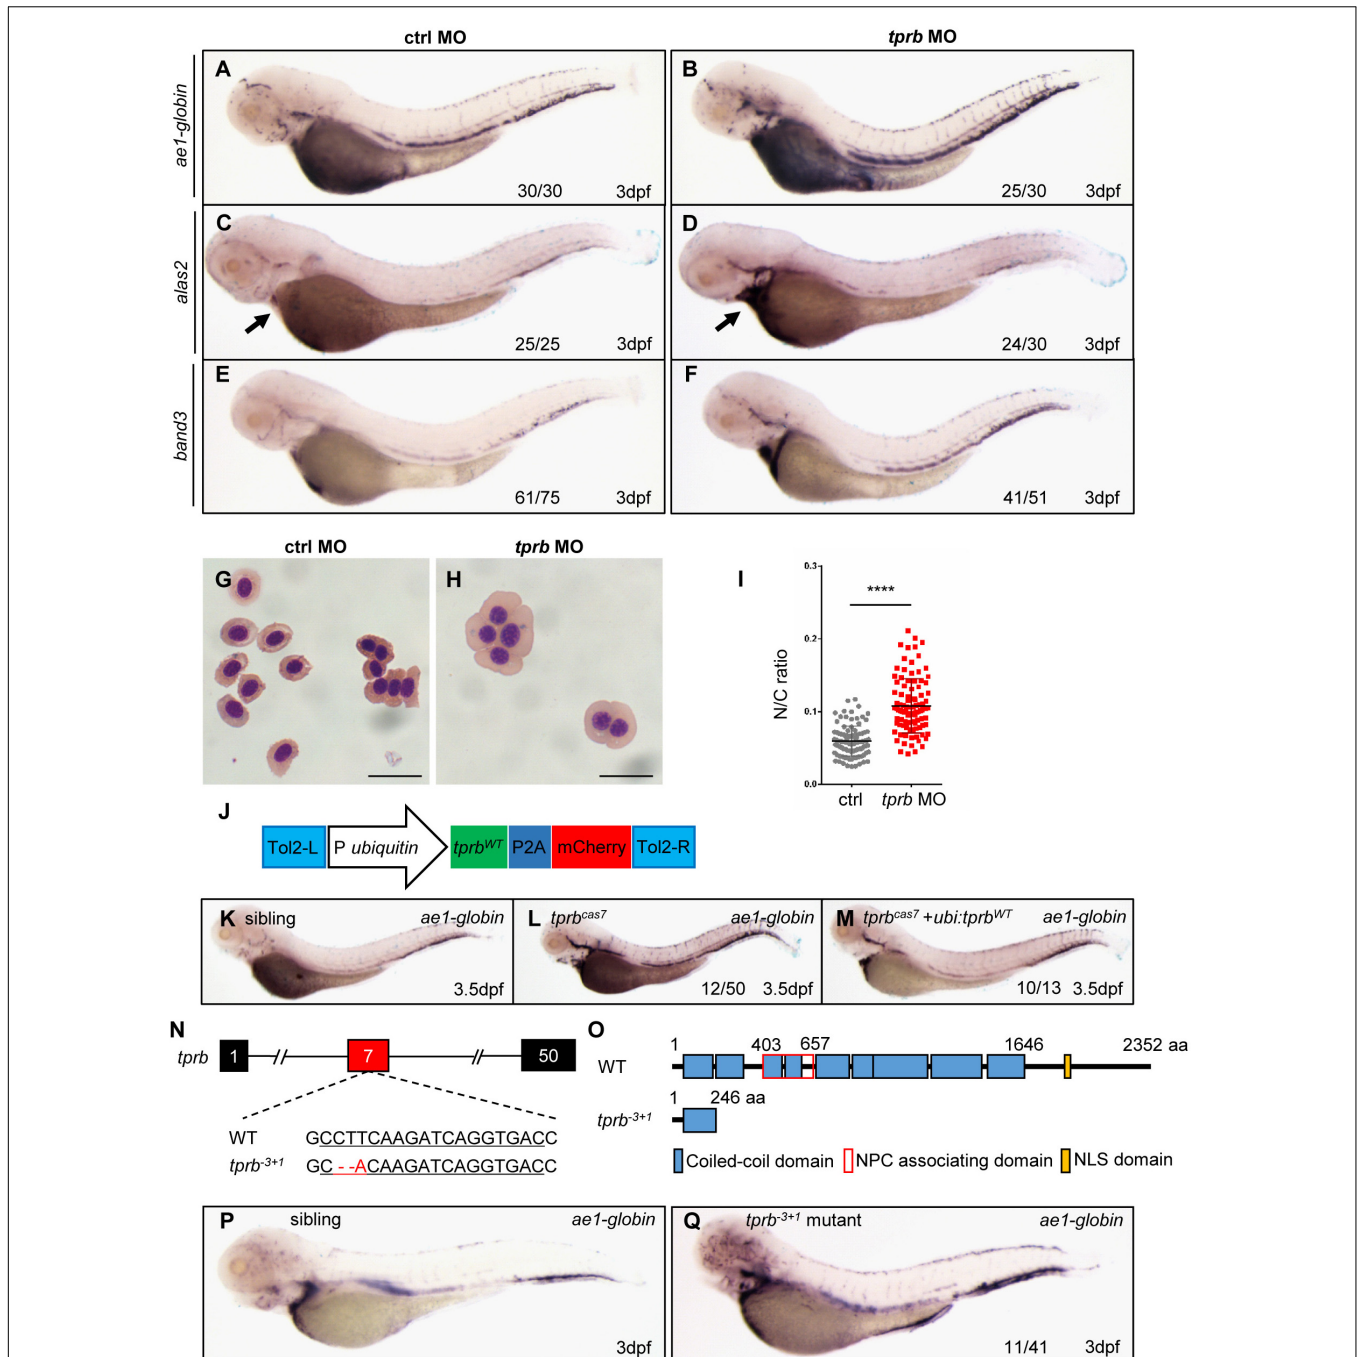 ctrl MO
tprb MO
ae1-globin
A
30/30 3dpf
B
25/30 3dpf
alas2
C
25/25 3dpf
D
24/30 3dpf
band3
E
61/75 3dpf
F
41/51 3dpf
ctrl MO
tprb MO
G
H
I
0.3
****
0.2
N/C ratio
0.1
0.0
ctrl
tprb MO
J
Tol2-L P ubiquitin tprbWT P2A mCherry Tol2-R
K sibling ae1-globin
3.5dpf
L tprbcas7 ae1-globin
12/50 3.5dpf
M tprbcas7 +ubi:tprbWT ae1-globin
10/13 3.5dpf
N
tprb 1 // 7 // 50
WT GCCTTCAAGATCAGGTGACC
tprb-3+1 GC - -ACAAGATCAGGTGACC
O
1 403 657 1646 2352 aa
WT
1 246 aa
tprb-3+1
Coiled-coil domain NPC associating domain NLS domain
P sibling ae1-globin
3dpf
Q tprb-3+1 mutant ae1-globin
11/41 3dpf